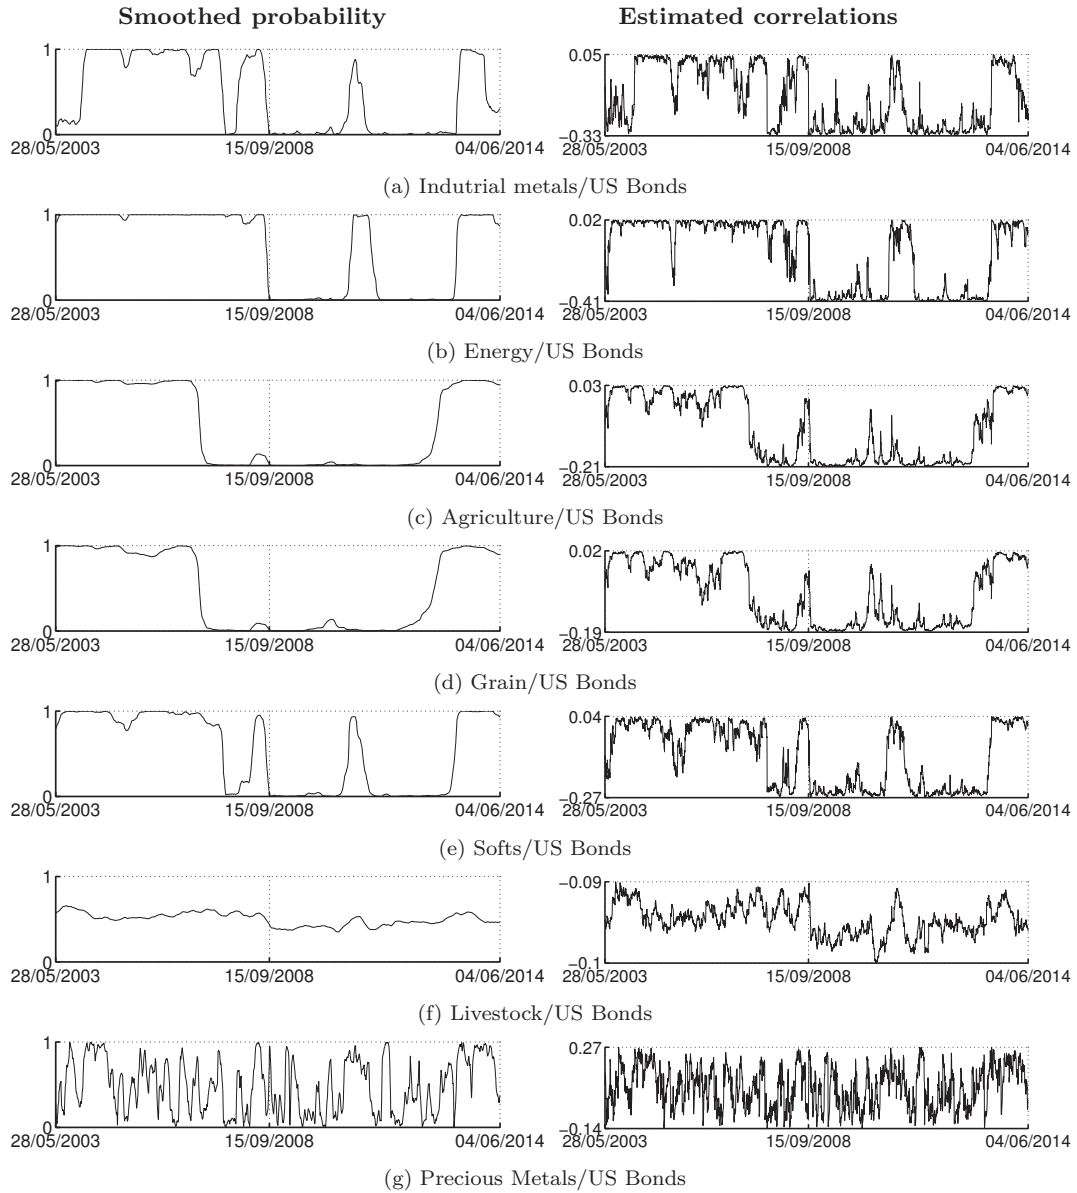 Smoothed probability Estimated correlations
1 0.05
0 −0.33
28/05/2003 15/09/2008 04/06/2014 28/05/2003 15/09/2008 04/06/2014
(a) Indutrial metals/US Bonds
1 0.02
0 −0.41
28/05/2003 15/09/2008 04/06/2014 28/05/2003 15/09/2008 04/06/2014
(b) Energy/US Bonds
1 0.03
0 −0.21
28/05/2003 15/09/2008 04/06/2014 28/05/2003 15/09/2008 04/06/2014
(c) Agriculture/US Bonds
1 0.02
0 −0.19
28/05/2003 15/09/2008 04/06/2014 28/05/2003 15/09/2008 04/06/2014
(d) Grain/US Bonds
1 0.04
0 −0.27
28/05/2003 15/09/2008 04/06/2014 28/05/2003 15/09/2008 04/06/2014
(e) Softs/US Bonds
1 −0.09
0 −0.1
28/05/2003 15/09/2008 04/06/2014 28/05/2003 15/09/2008 04/06/2014
(f) Livestock/US Bonds
1 0.27
0 −0.14
28/05/2003 15/09/2008 04/06/2014 28/05/2003 15/09/2008 04/06/2014
(g) Precious Metals/US Bonds